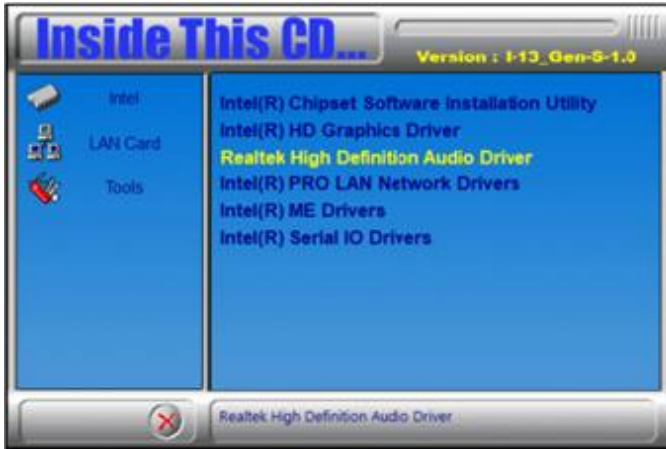 Inside This CD...
Version : I-13_Gen-S-1.0
Intel
LAN Card
Tools
Intel(R) Chipset Software Installation Utility
Intel(R) HD Graphics Driver
Realtek High Definition Audio Driver
Intel(R) PRO LAN Network Drivers
Intel(R) ME Drivers
Intel(R) Serial IO Drivers
Realtek High Definition Audio Driver